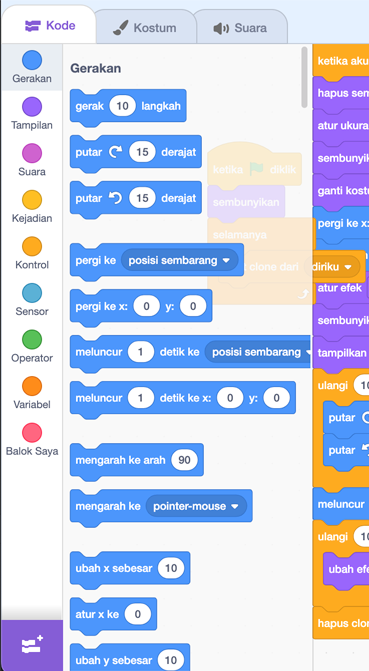 Kode
Kostum
Suara
Gerakan
Tampilan
Suara
Kejadian
Kontrol
Sensor
Operator
Variabel
Balok Saya
Gerakan
gerak 10 langkah
putar 15 derajat
putar 15 derajat
pergi ke posisi sembarang
pergi ke x: 0 y: 0
meluncur 1 detik ke posisi sembarang
meluncur 1 detik ke x: 0 y: 0
mengarah ke arah 90
mengarah ke pointer-mouse
ubah x sebesar 10
atur x ke 0
ubah y sebesar 10
ketika diklik
sembunyikan
selamanya
clone dari diriku
ketika aku
hapus sem
atur ukura
sembunyik
ganti kostu
pergi ke x:
atur efek
sembunyik
tampilkan
ulangi 10
putar
putar
meluncur
ulangi 10
ubah efe
hapus clon